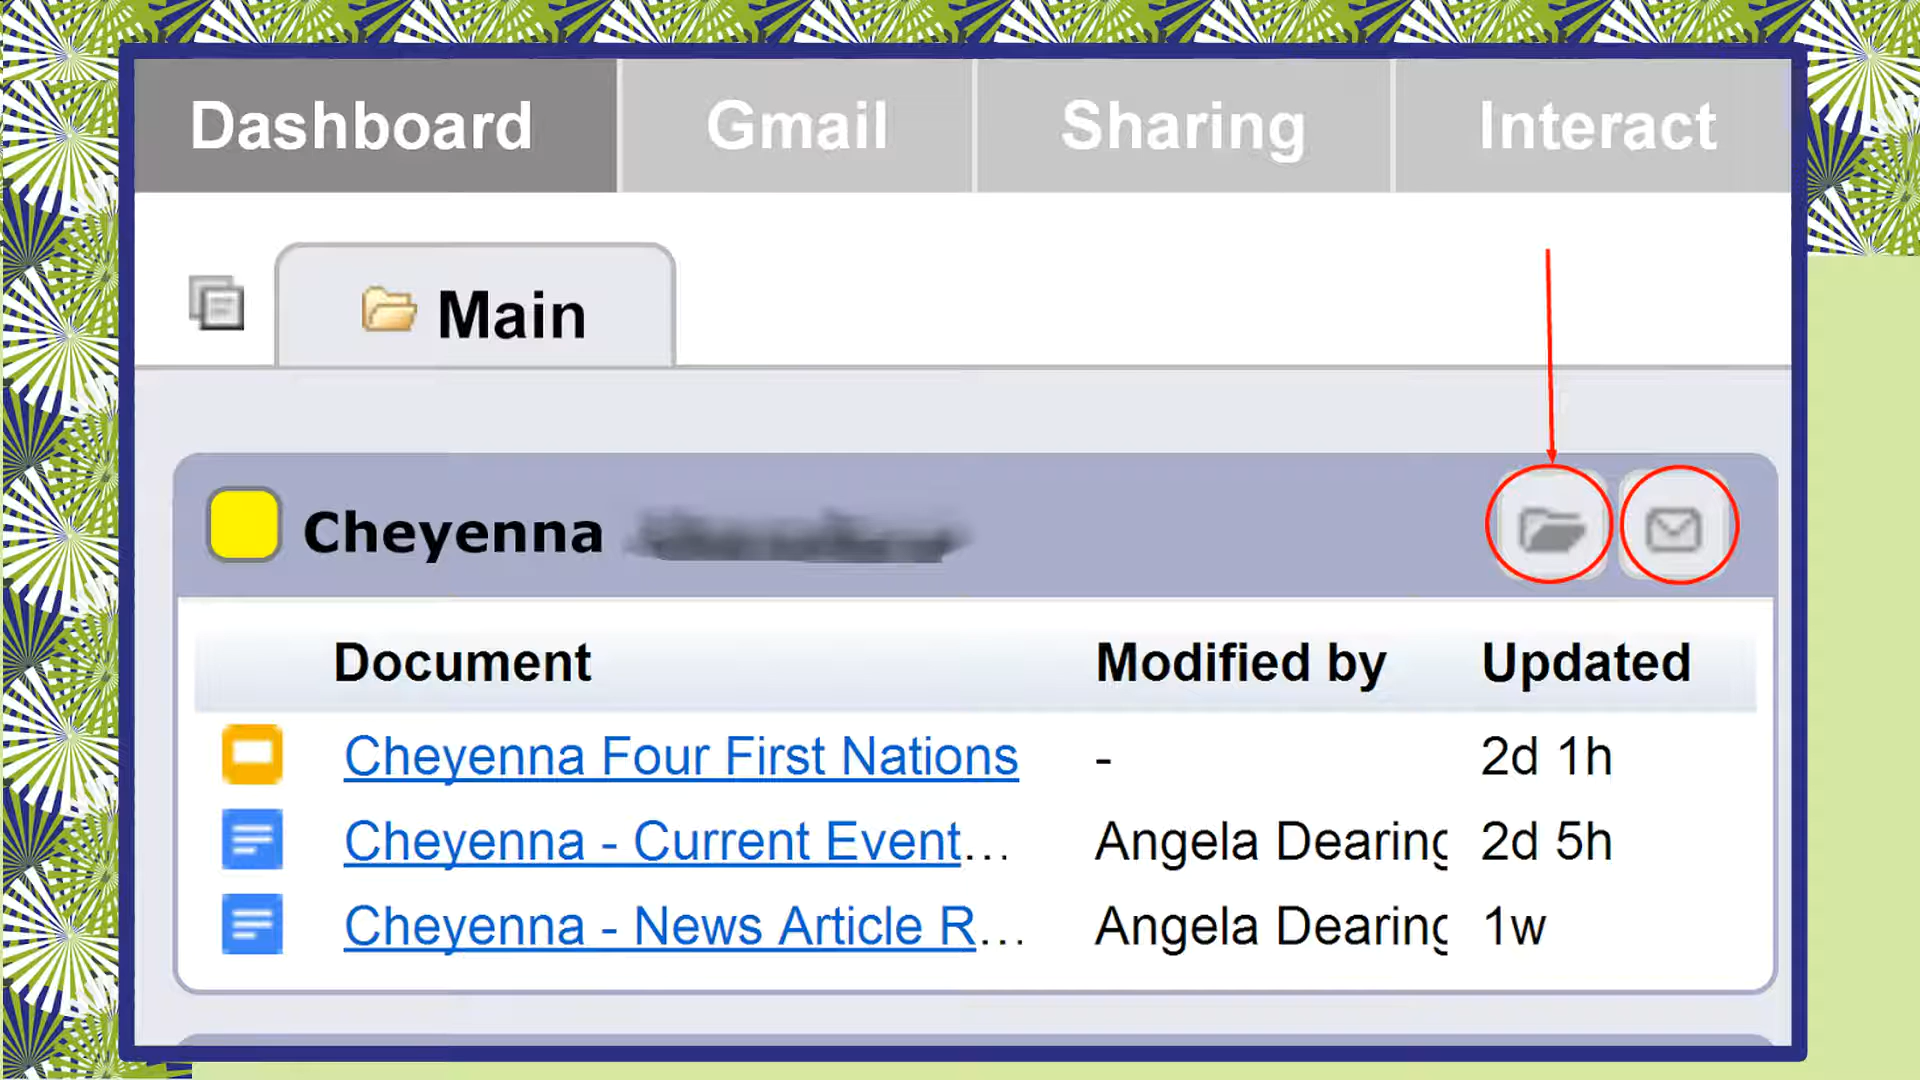 Dashboard Gmail Sharing Interact
Main
Cheyenna
Document Modified by Updated
Cheyenna Four First Nations - 2d 1h
Cheyenna - Current Event... Angela Dearing 2d 5h
Cheyenna - News Article R... Angela Dearing 1w